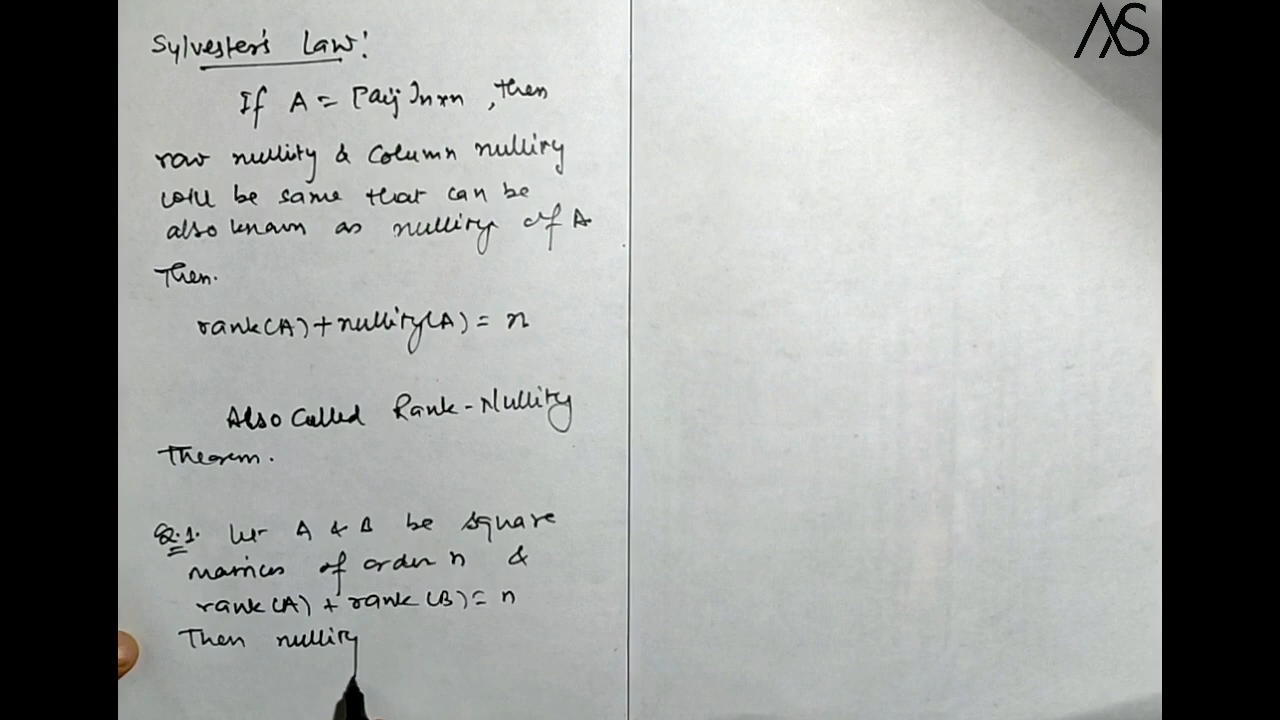 Sylvester's Law:
If A = [aij]nxn, then
row nullity & column nullity
will be same that can be
also known as nullity of A
Then.
rank(A)+nullity(A) = n
Also Called Rank-Nullity
Theorem.
Q.1. let A & B be square
matrices of order n &
rank(A) + rank(B) = n
Then nullity
AS